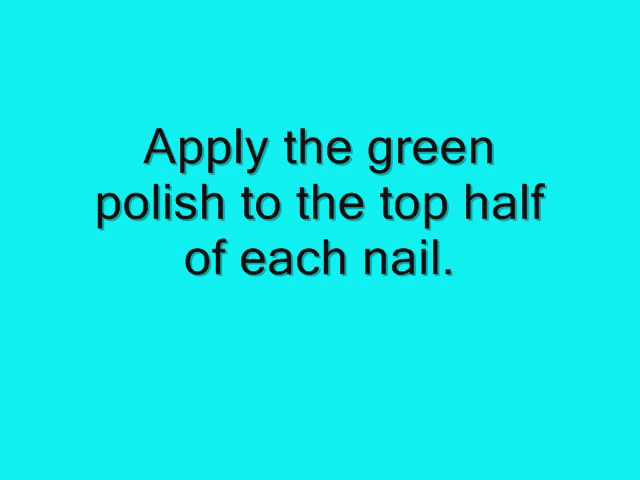 Apply the green
polish to the top half
of each nail.